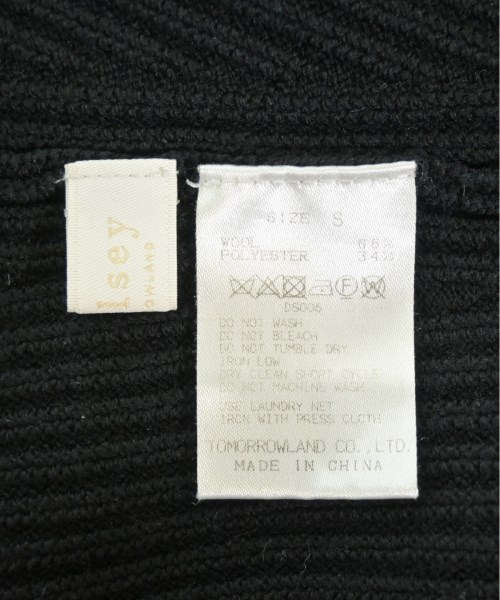 lsey
OWLAND
SIZE S
WOOL 66%
POLYESTER 34%
DS006
DO NOT WASH
DO NOT BLEACH
DO NOT TUMBLE DRY
IRON LOW
DRY CLEAN SHORT CYCLE
DO NOT MACHINE WASH
USE LAUNDRY NET
IRON WITH PRESS CLOTH
TOMORROWLAND CO., LTD.
MADE IN CHINA